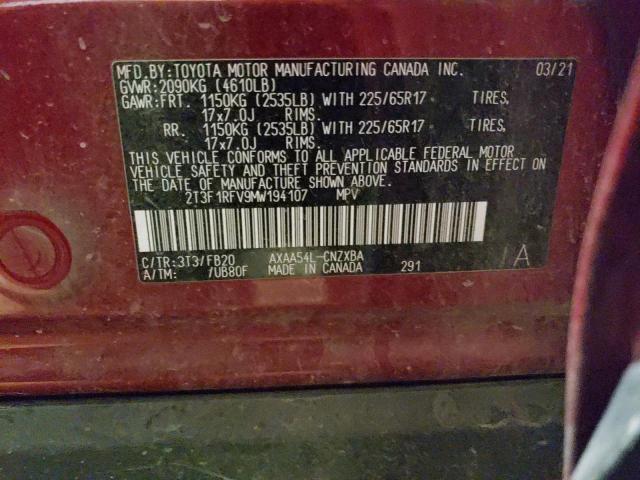 MFD.BY:TOYOTA MOTOR MANUFACTURING CANADA INC. 03/21
GVWR:2090KG (4610LB)
GAWR:FRT. 1150KG (2535LB) WITH 225/65R17 TIRES,
17x7.0J RIMS.
RR. 1150KG (2535LB) WITH 225/65R17 TIRES,
17x7.0J RIMS.
THIS VEHICLE CONFORMS TO ALL APPLICABLE FEDERAL MOTOR
VEHICLE SAFETY AND THEFT PREVENTION STANDARDS IN EFFECT ON
THE DATE OF MANUFACTURE SHOWN ABOVE.
2T3F1RFV9MW194107 MPV
C/TR:3T3/FB20 AXAA54L-CNZXBA
A/TM: /UB80F MADE IN CANADA 291
A